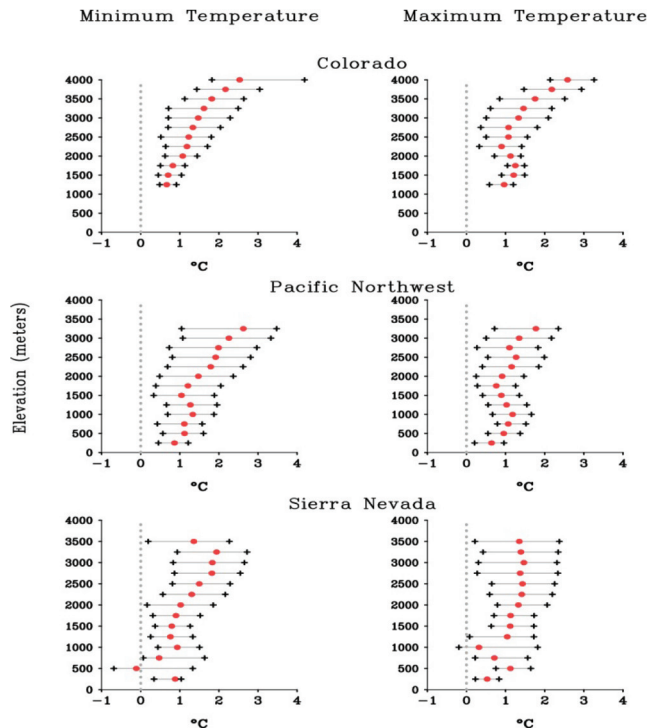 Minimum Temperature Maximum Temperature
Colorado
4000 4000
3500 3500
3000 3000
2500 2500
2000 2000
1500 1500
1000 1000
500 500
0 0
−1 0 1 2 3 4 −1 0 1 2 3 4
°C °C
Pacific Northwest
4000 4000
3500 3500
3000 3000
2500 2500
2000 2000
1500 1500
1000 1000
500 500
0 0
−1 0 1 2 3 4 −1 0 1 2 3 4
°C °C
Elevation (meters)
Sierra Nevada
4000 4000
3500 3500
3000 3000
2500 2500
2000 2000
1500 1500
1000 1000
500 500
0 0
−1 0 1 2 3 4 −1 0 1 2 3 4
°C °C